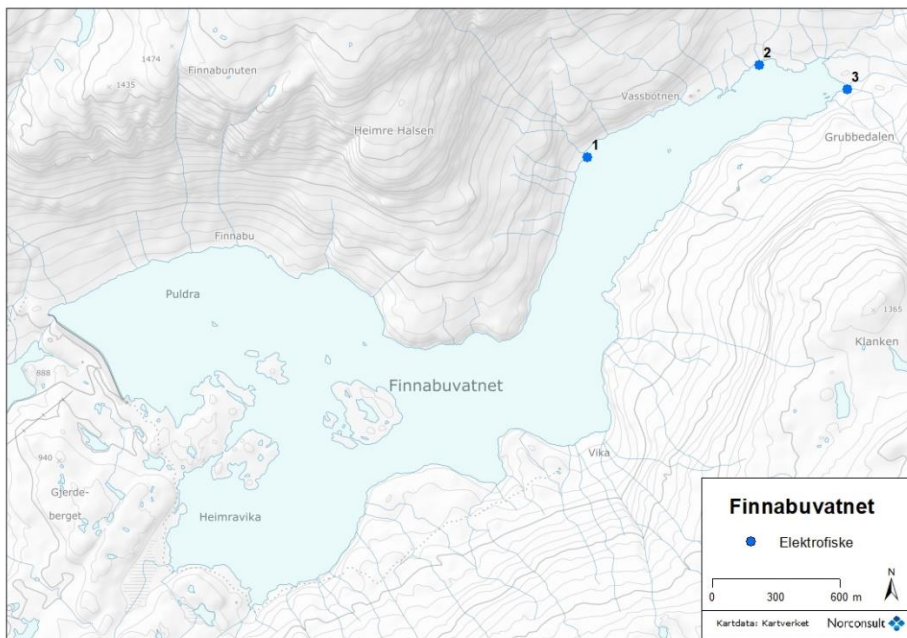 1474
1435
Finnabunuten
2
3
Vassbotnen
Heimre Halsen
1
Grubbedalen
Finnabu
Puldra
1365
Klanken
888
Finnabuvatnet
940
Vika
Gjerde-
berget
Heimravika
Finnabuvatnet
Elektrofiske
N
0 300 600 m
Kartdata: Kartverket Norconsult